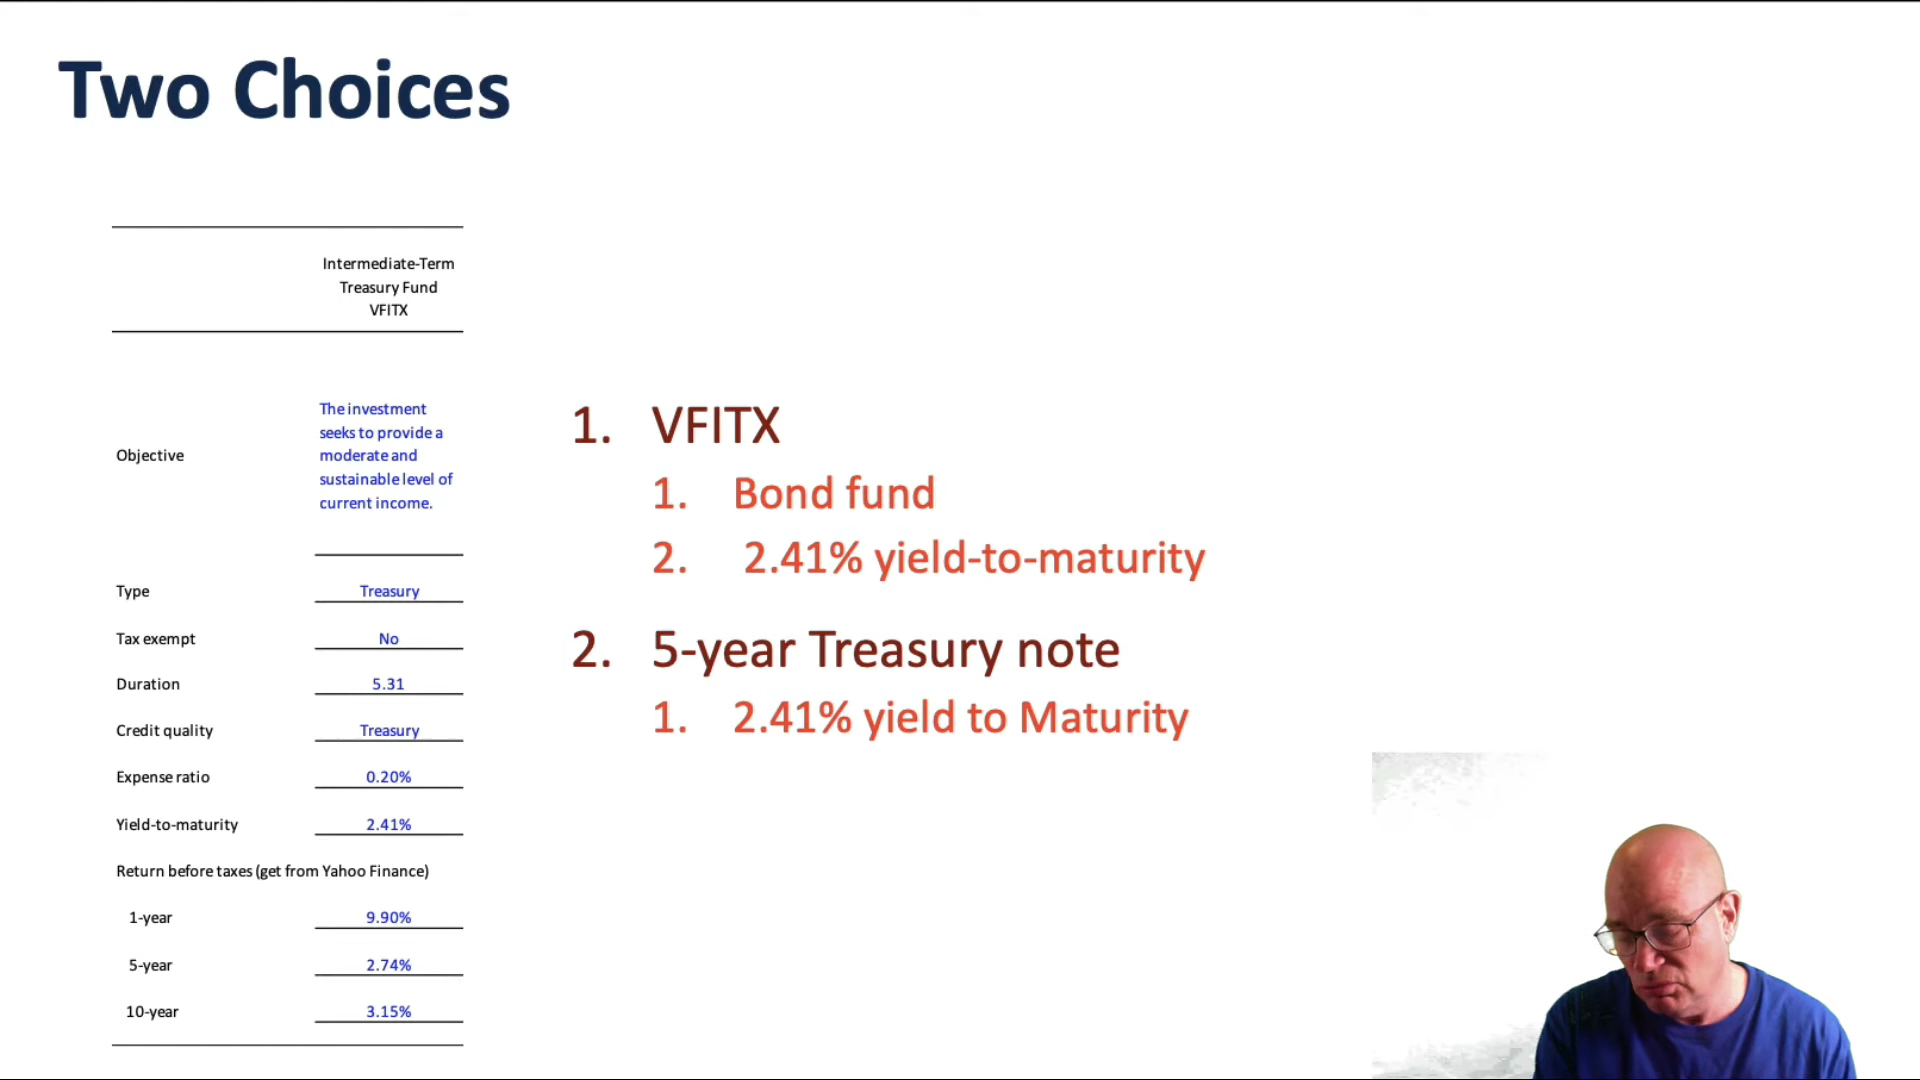 Two Choices
Intermediate-Term
Treasury Fund
VFITX
Objective
The investment
seeks to provide a
moderate and
sustainable level of
current income.
Type Treasury
Tax exempt No
Duration 5.31
Credit quality Treasury
Expense ratio 0.20%
Yield-to-maturity 2.41%
Return before taxes (get from Yahoo Finance)
1-year 9.90%
5-year 2.74%
10-year 3.15%
1. VFITX
1. Bond fund
2. 2.41% yield-to-maturity
2. 5-year Treasury note
1. 2.41% yield to Maturity